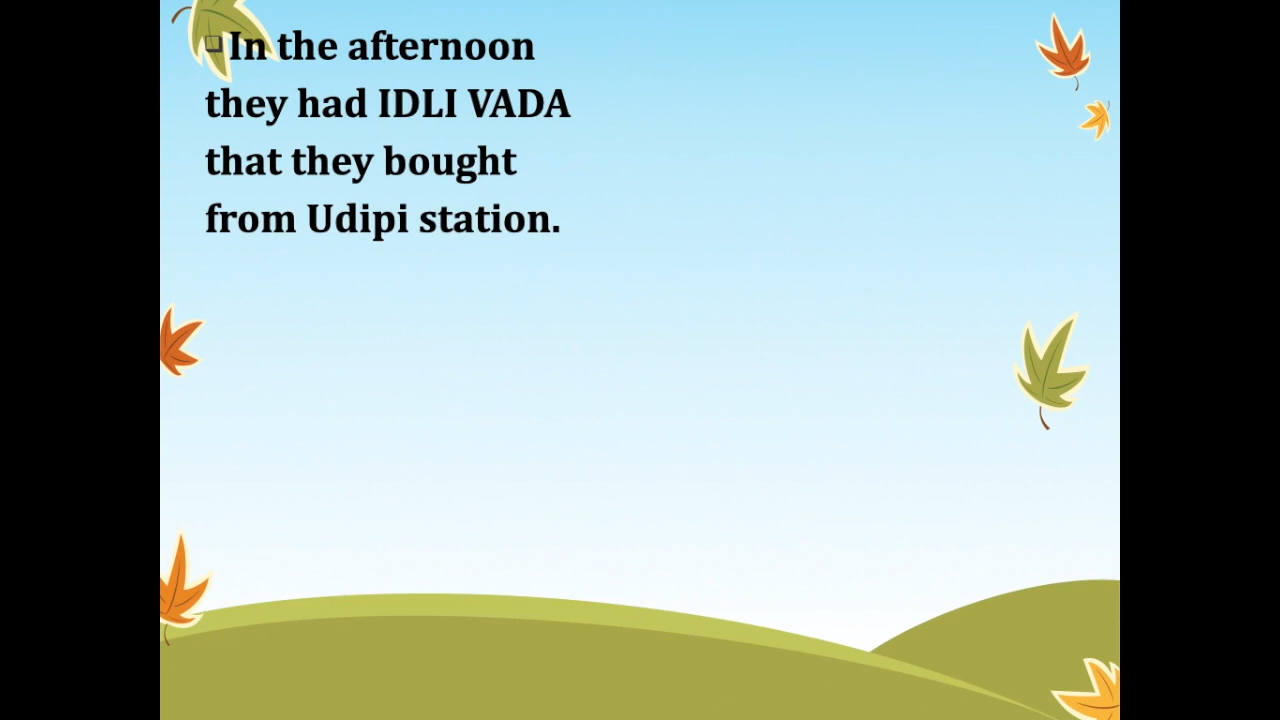 In the afternoon
they had IDLI VADA
that they bought
from Udipi station.